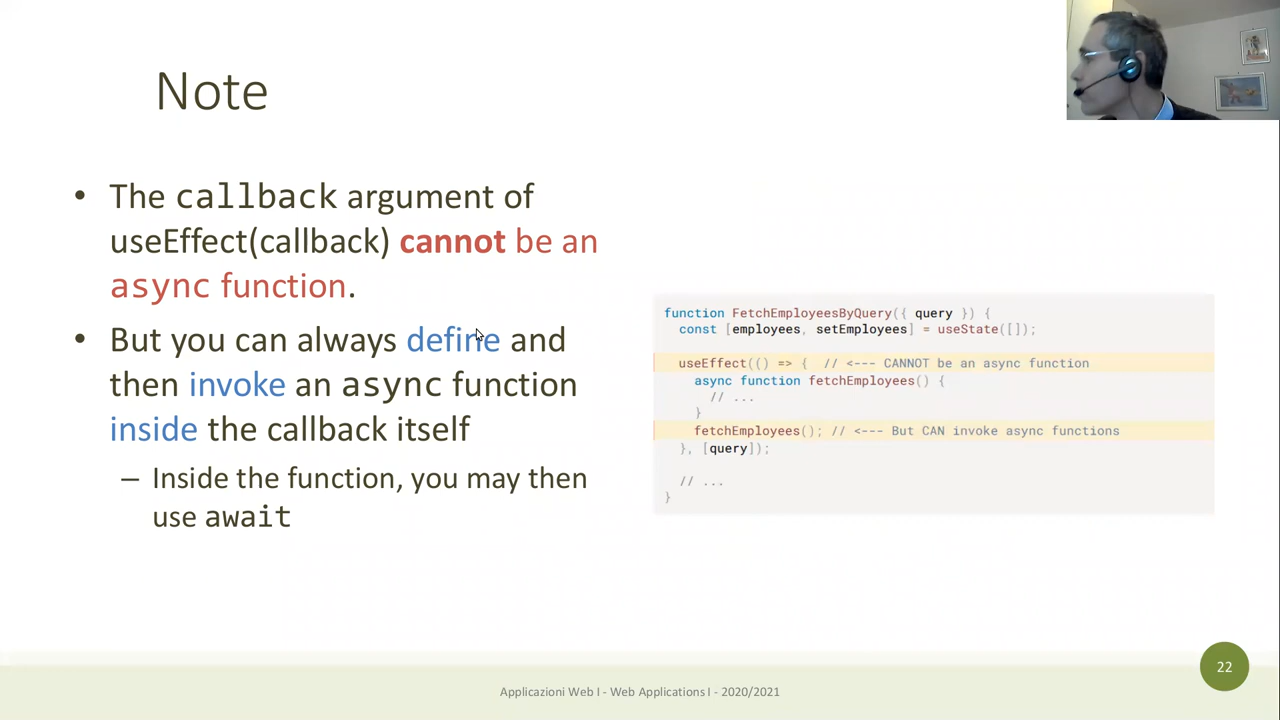 Note
• The callback argument of
useEffect(callback) cannot be an
async function.
• But you can always define and
then invoke an async function
inside the callback itself
– Inside the function, you may then
use await
function FetchEmployeesByQuery({ query }) {
const [employees, setEmployees] = useState([]);
useEffect(() => { // <--- CANNOT be an async function
async function fetchEmployees() {
// ...
}
fetchEmployees(); // <--- But CAN invoke async functions
}, [query]);
// ...
}
22
Applicazioni Web I - Web Applications I - 2020/2021